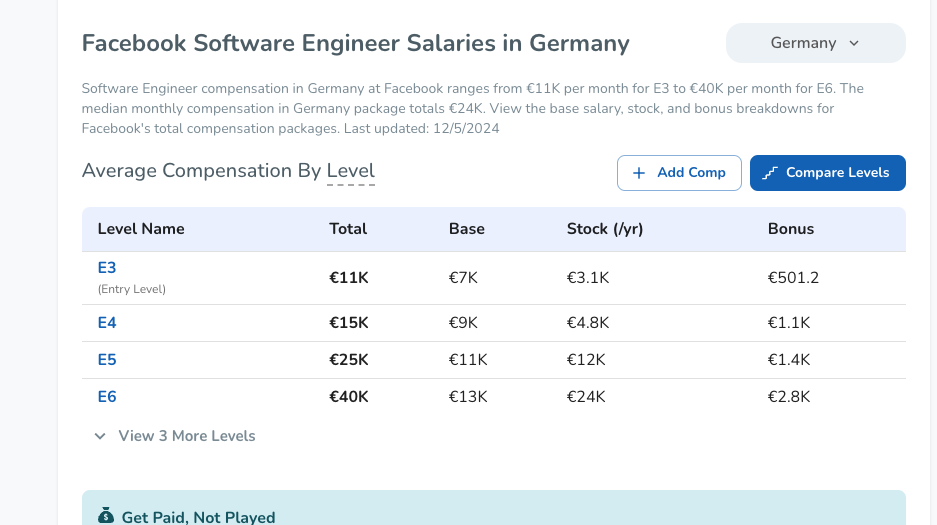 Facebook Software Engineer Salaries in Germany
Germany
Software Engineer compensation in Germany at Facebook ranges from €11K per month for E3 to €40K per month for E6. The
median monthly compensation in Germany package totals €24K. View the base salary, stock, and bonus breakdowns for
Facebook's total compensation packages. Last updated: 12/5/2024
Average Compensation By Level
Add Comp
Compare Levels
Level Name Total Base Stock (/yr) Bonus
E3 €11K €7K €3.1K €501.2
(Entry Level)
E4 €15K €9K €4.8K €1.1K
E5 €25K €11K €12K €1.4K
E6 €40K €13K €24K €2.8K
View 3 More Levels
Get Paid, Not Played